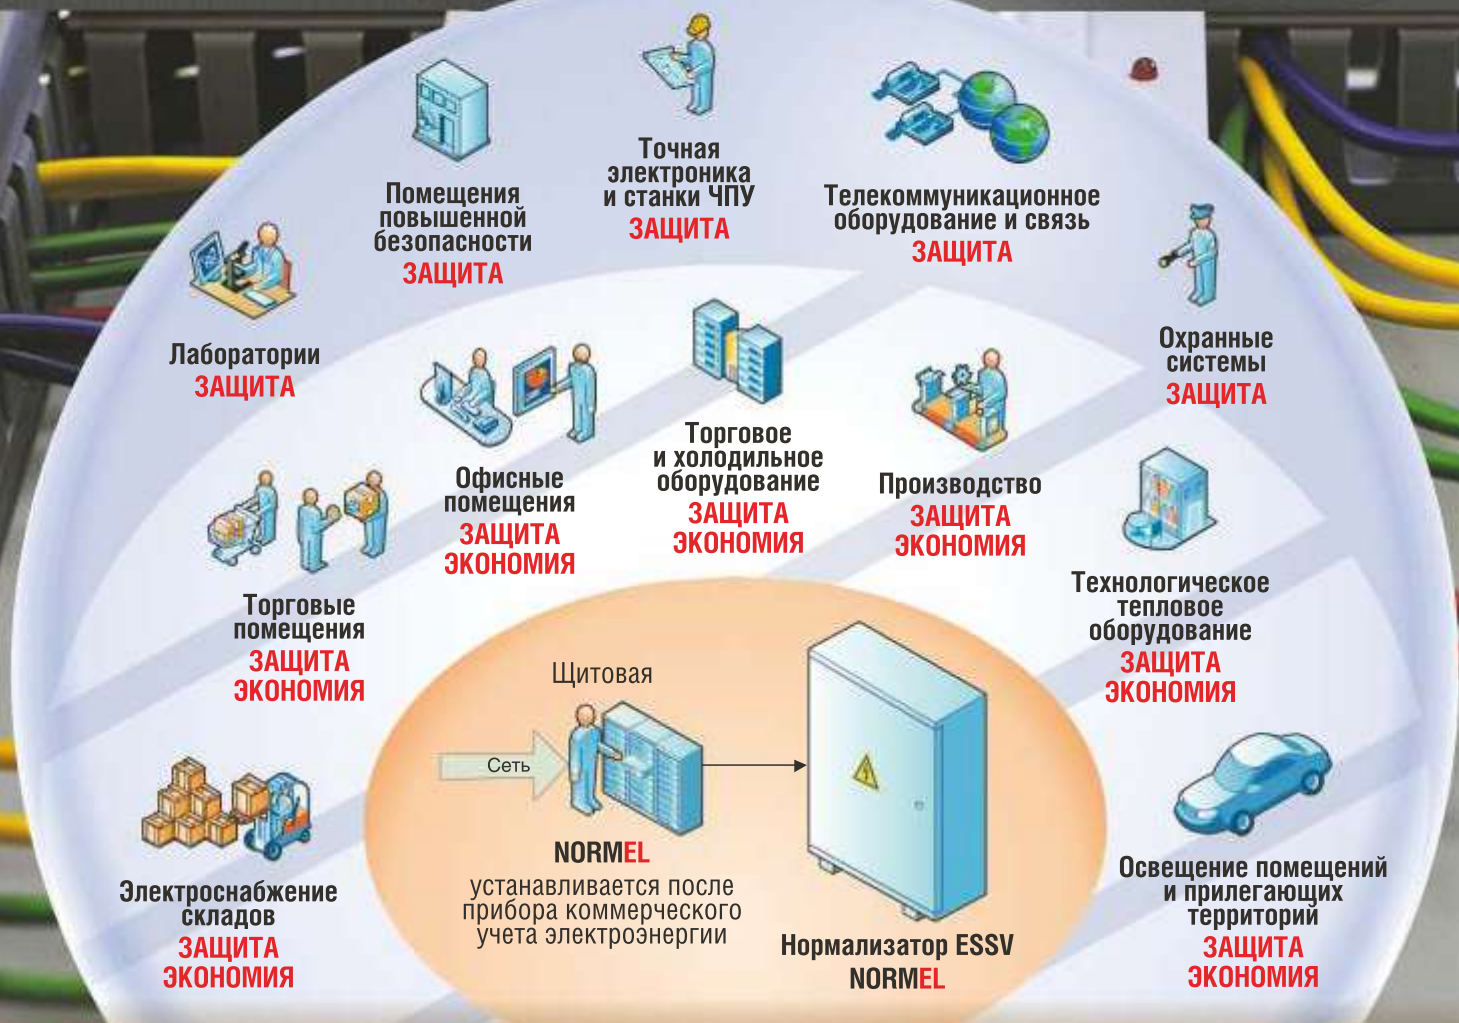 Точная
электроника
и станки ЧПУ
ЗАЩИТА
Помещения
повышенной
безопасности
ЗАЩИТА
Телекоммуникационное
оборудование и связь
ЗАЩИТА
Лаборатории
ЗАЩИТА
Охранные
системы
ЗАЩИТА
Офисные
помещения
ЗАЩИТА
ЭКОНОМИЯ
Торговое
и холодильное
оборудование
ЗАЩИТА
ЭКОНОМИЯ
Производство
ЗАЩИТА
ЭКОНОМИЯ
Торговые
помещения
ЗАЩИТА
ЭКОНОМИЯ
Технологическое
тепловое
оборудование
ЗАЩИТА
ЭКОНОМИЯ
Щитовая
Сеть
NORMEL
устанавливается после
прибора коммерческого
учета электроэнергии
Нормализатор ESSV
NORMEL
Электроснабжение
складов
ЗАЩИТА
ЭКОНОМИЯ
Освещение помещений
и прилегающих
территорий
ЗАЩИТА
ЭКОНОМИЯ